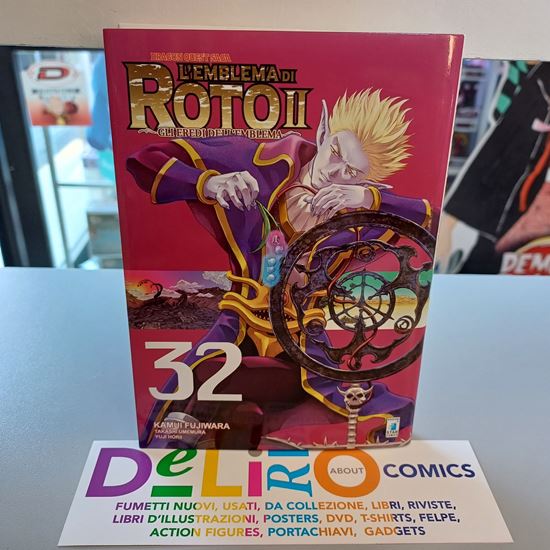 DRAGON QUEST SAGA
L'EMBLEMA DI
ROTO II
GLI EREDI DELL'EMBLEMA
32
KAMUI FUJIWARA
TAKASHI UMEMURA
YUJI HORII
STAR
DELIRIO
ABOUT
COMICS
FUMETTI NUOVI, USATI, DA COLLEZIONE, LIBRI, RIVISTE,
LIBRI D'ILLUSTRAZIONI, POSTERS, DVD, T-SHIRTS, FELPE,
ACTION FIGURES, PORTACHIAVI, GADGETS
DEM